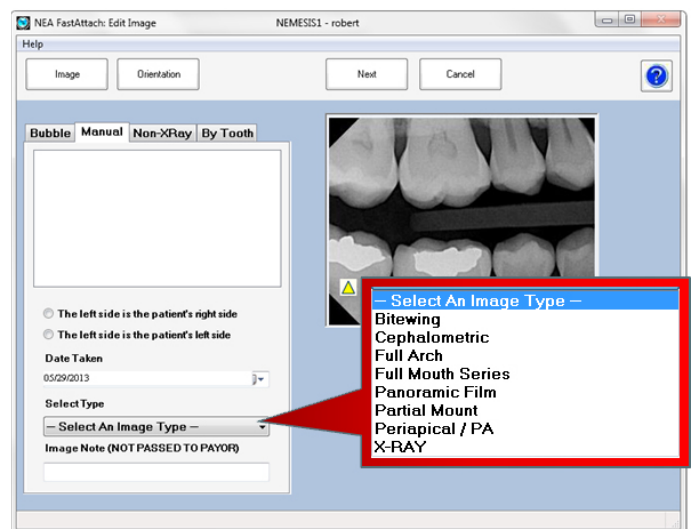 NEA FastAttach: Edit Image NEMESIS1 - robert
Help
Image Orientation Next Cancel ?
Bubble Manual Non-XRay By Tooth
The left side is the patient's right side
The left side is the patient's left side
Date Taken
05/29/2013
Select Type
-- Select An Image Type --
Image Note (NOT PASSED TO PAYOR)
-- Select An Image Type --
Bitewing
Cephalometric
Full Arch
Full Mouth Series
Panoramic Film
Partial Mount
Periapical / PA
X-RAY